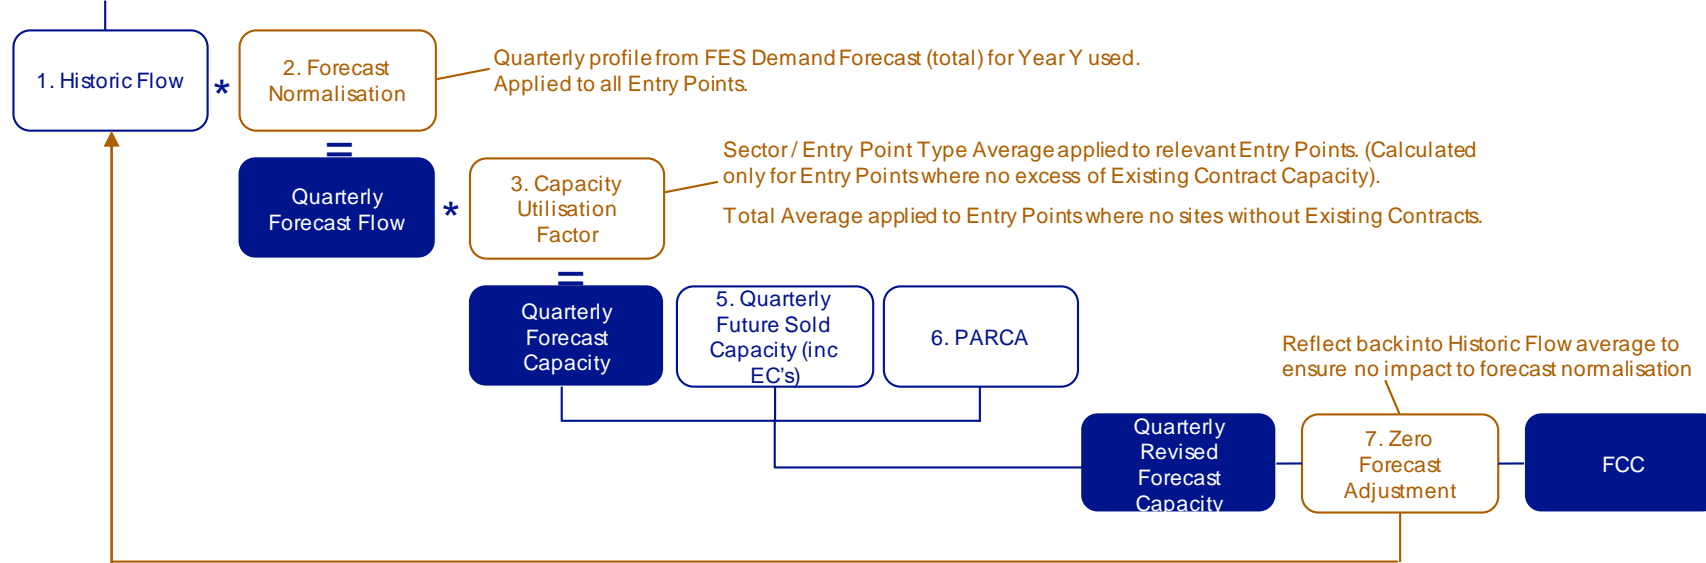 1. Historic Flow
*
2. Forecast
Normalisation
Quarterly profile from FES Demand Forecast (total) for Year Y used.
Applied to all Entry Points.
=
Quarterly
Forecast Flow
*
3. Capacity
Utilisation
Factor
Sector / Entry Point Type Average applied to relevant Entry Points. (Calculated
only for Entry Points where no excess of Existing Contract Capacity).
Total Average applied to Entry Points where no sites without Existing Contracts.
=
Quarterly
Forecast
Capacity
5. Quarterly
Future Sold
Capacity (inc
EC's)
6. PARCA
Reflect back into Historic Flow average to
ensure no impact to forecast normalisation
Quarterly
Revised
Forecast
Capacity
7. Zero
Forecast
Adjustment
FCC